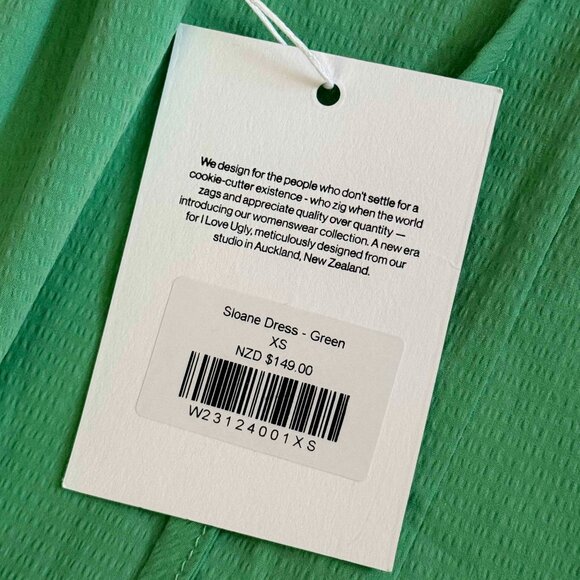 We design for the people who don't settle for a
cookie-cutter existence - who zig when the world
zags and appreciate quality over quantity —
introducing our womenswear collection. A new era
for I Love Ugly, meticulously designed from our
studio in Auckland, New Zealand.
Sloane Dress - Green
XS
NZD $149.00
W23124001XS